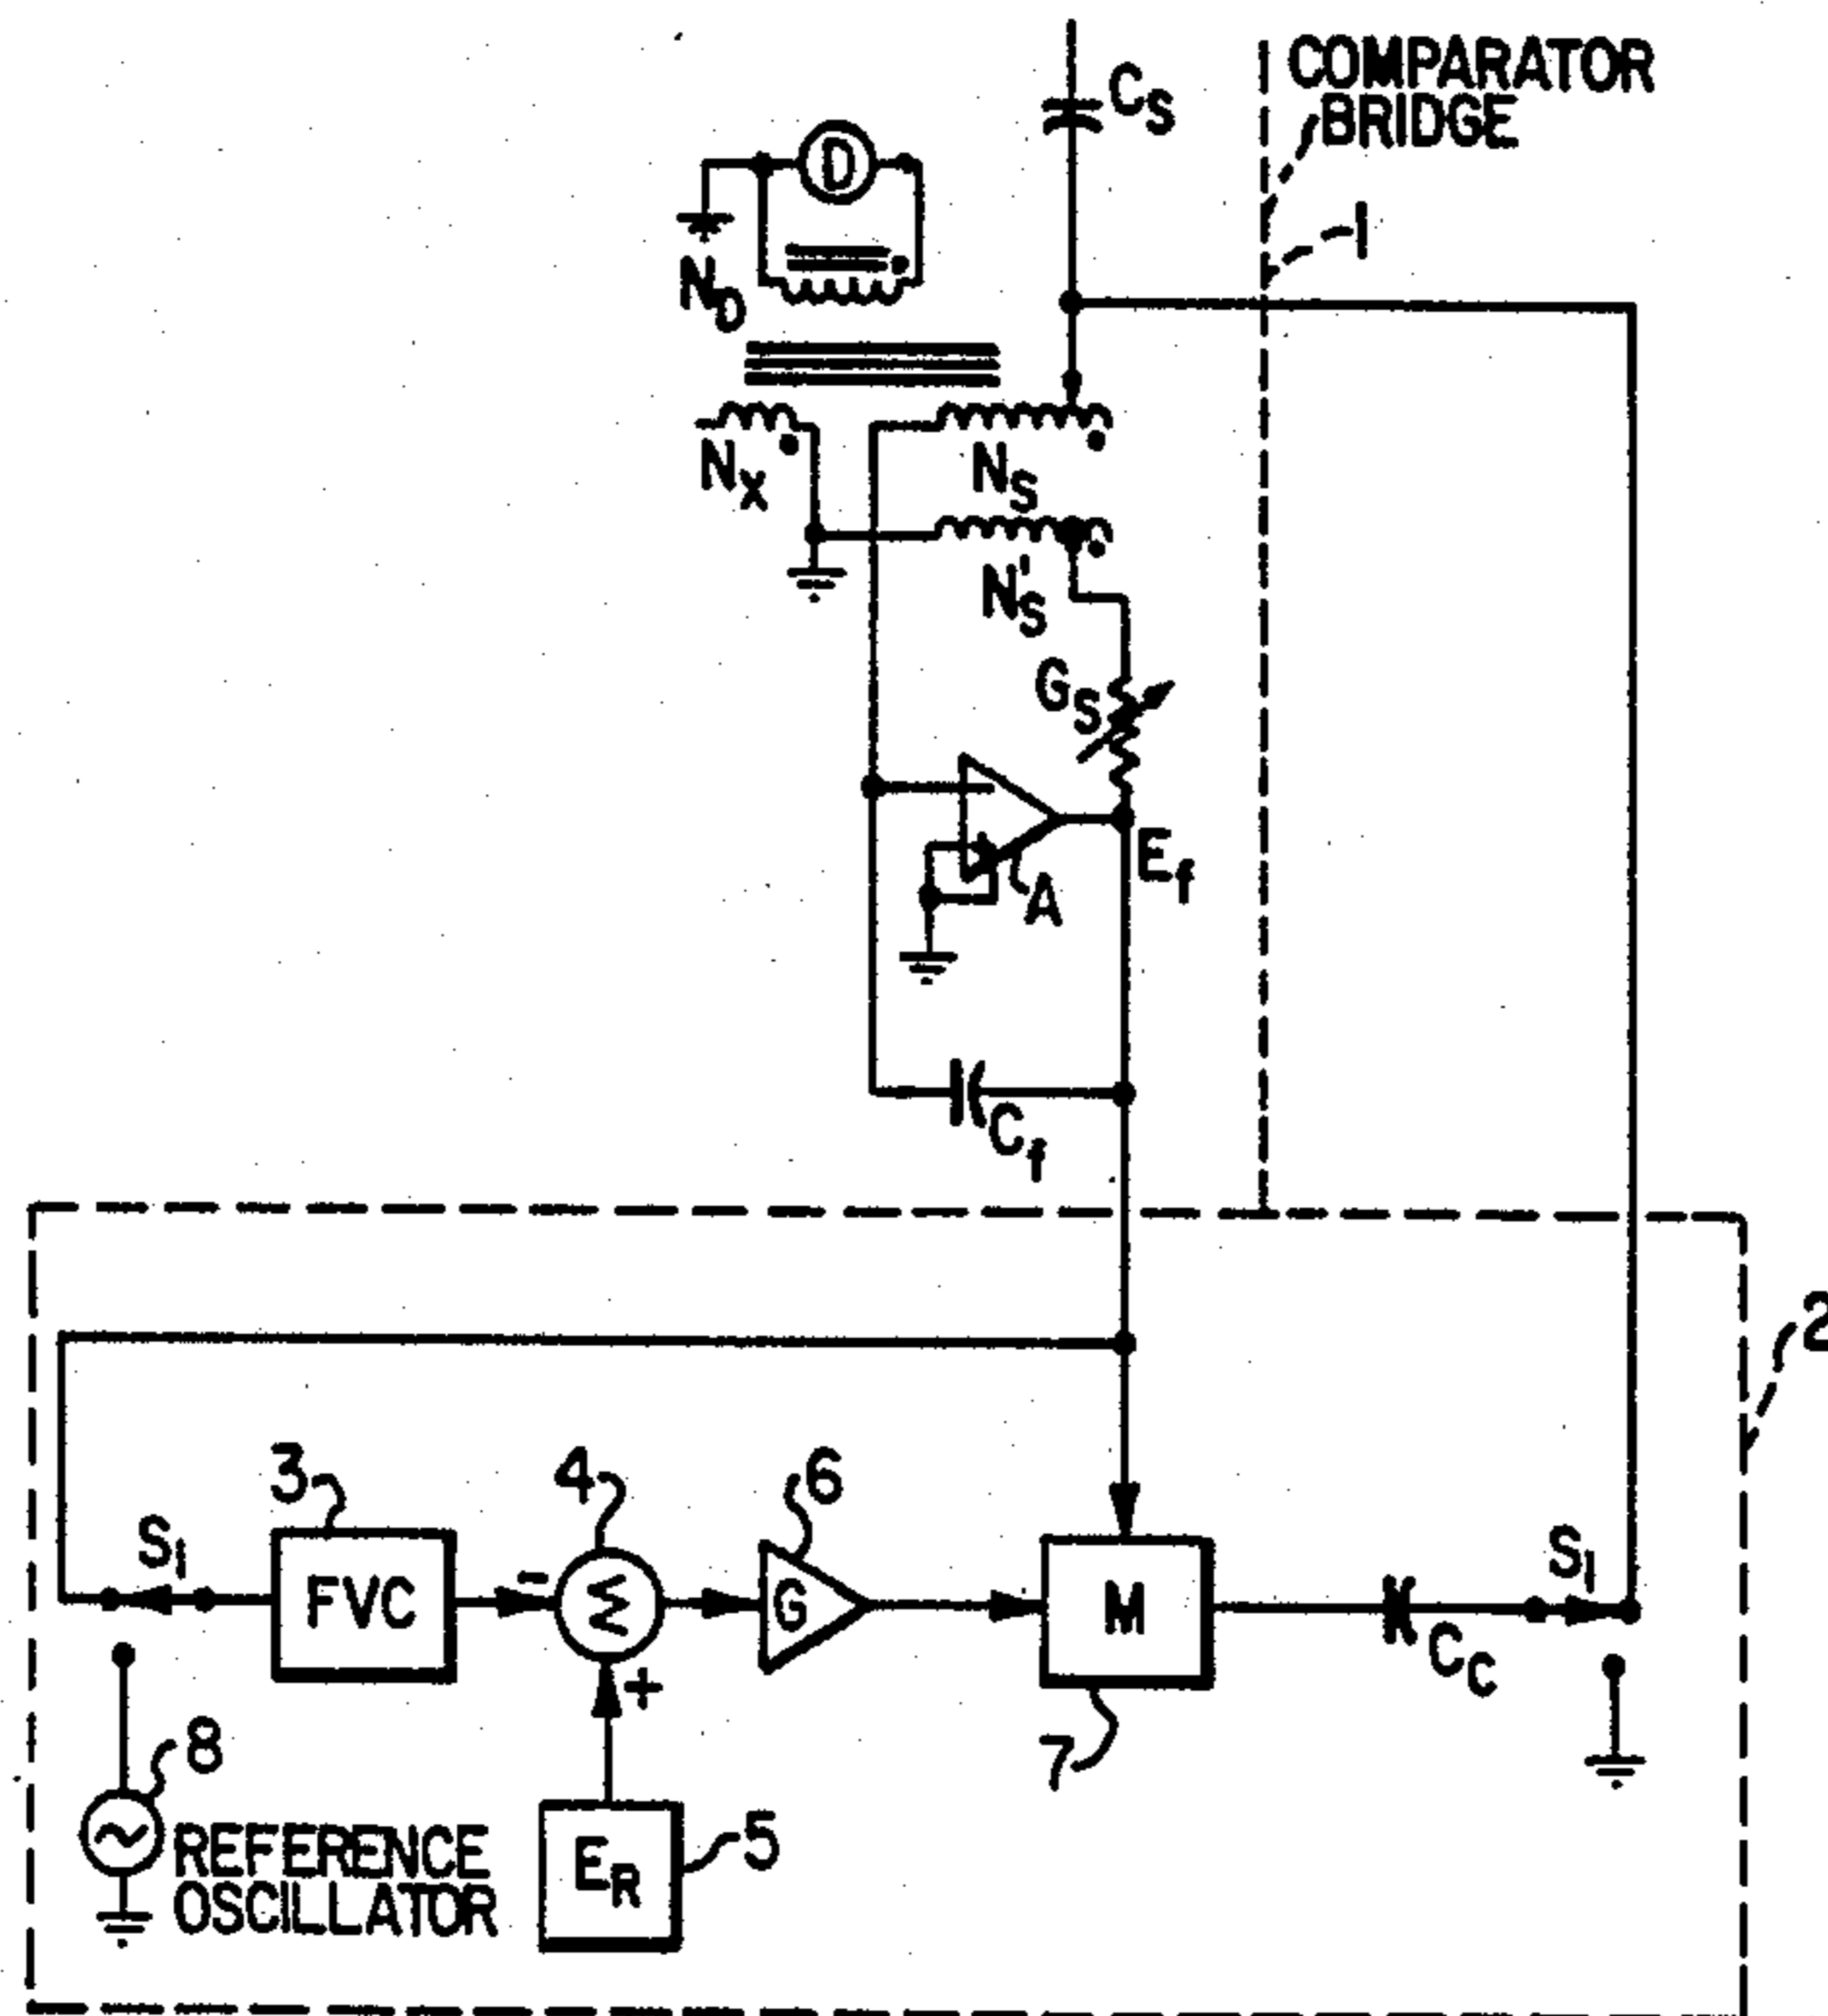 COMPARATOR
BRIDGE
1
CS
D
ND
NX
NS
N'S
GS
A
Ef
Cf
2
3
4
6
S1
FVC
-
Σ
G
M
S1
CC
+
7
8
REFERENCE
OSCILLATOR
ER
5